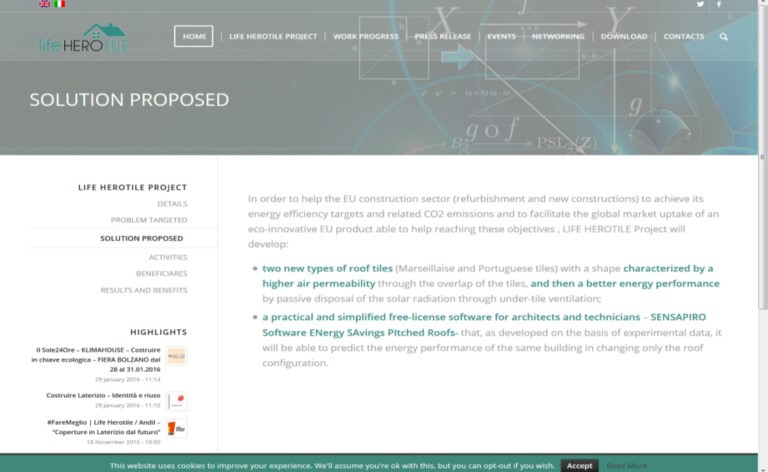 life HEROTILE
HOME
LIFE HEROTILE PROJECT
WORK PROGRESS
PRESS RELEASE
EVENTS
NETWORKING
DOWNLOAD
CONTACTS
SOLUTION PROPOSED
a
b
a
b
X
f
Y
g
g o f
PSL₂(Z)
LIFE HEROTILE PROJECT
DETAILS
PROBLEM TARGETED
SOLUTION PROPOSED
ACTIVITIES
BENEFICIARES
RESULTS AND BENEFITS
HIGHLIGHTS
Il Sole24Ore – KLIMAHOUSE – Costruire
in chiave ecologica – FIERA BOLZANO dal
28 al 31.01.2016
29 January 2016 - 11:14
Costruire Laterizio – Identità e riuso
29 January 2016 - 11:10
#FareMeglio | Life Herotile / Andil –
"Coperture in Laterizio dal futuro"
18 November 2015 - 10:50
In order to help the EU construction sector (refurbishment and new constructions) to achieve its
energy efficiency targets and related CO2 emissions and to facilitate the global market uptake of an
eco-innovative EU product able to help reaching these objectives , LIFE HEROTILE Project will
develop:
• two new types of roof tiles (Marseillaise and Portuguese tiles) with a shape characterized by a
higher air permeability through the overlap of the tiles, and then a better energy performance
by passive disposal of the solar radiation through under-tile ventilation;
• a practical and simplified free-license software for architects and technicians – SENSAPIRO
Software ENergy SAvings PItched Roofs- that, as developed on the basis of experimental data, it
will be able to predict the energy performance of the same building in changing only the roof
configuration.
This website uses cookies to improve your experience. We'll assume you're ok with this, but you can opt-out if you wish. Accept Read More